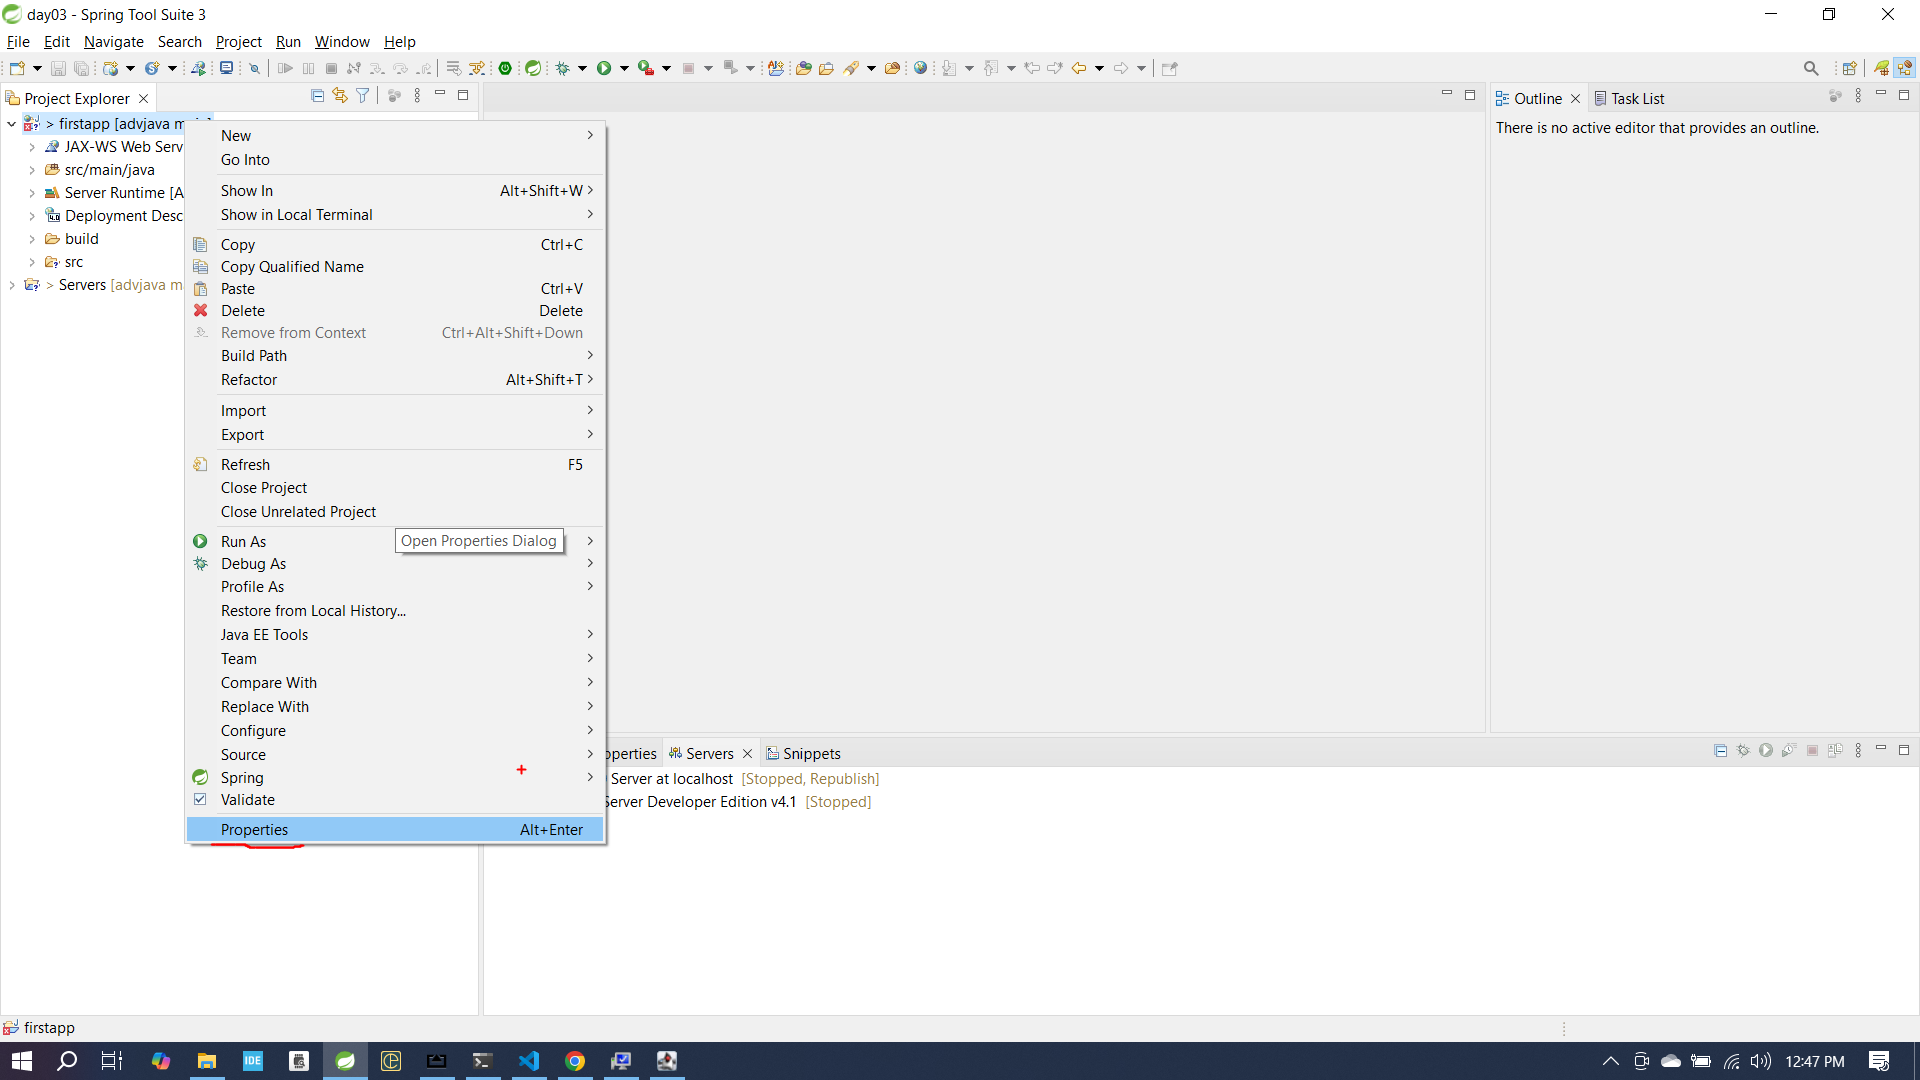 day03 - Spring Tool Suite 3
File Edit Navigate Search Project Run Window Help
Project Explorer
> firstapp [advjava
JAX-WS Web Serv
src/main/java
Server Runtime [A
Deployment Desc
build
src
> Servers [advjava
New
Go Into
Show In Alt+Shift+W
Show in Local Terminal
Copy Ctrl+C
Copy Qualified Name
Paste Ctrl+V
Delete Delete
Remove from Context Ctrl+Alt+Shift+Down
Build Path
Refactor Alt+Shift+T
Import
Export
Refresh F5
Close Project
Close Unrelated Project
Run As
Open Properties Dialog
Debug As
Profile As
Restore from Local History...
Java EE Tools
Team
Compare With
Replace With
Configure
Source
Spring
Validate
Properties Alt+Enter
Outline Task List
There is no active editor that provides an outline.
operties Servers Snippets
Server at localhost [Stopped, Republish]
Server Developer Edition v4.1 [Stopped]
firstapp
IDE
12:47 PM